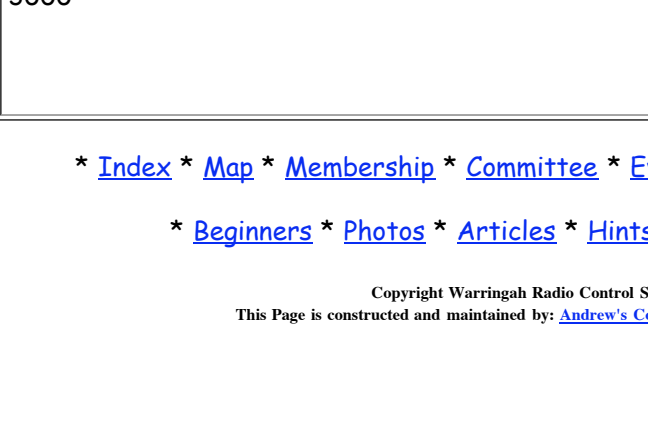 * Index * Map * Membership * Committee *
* Beginners * Photos * Articles * Hints
Copyright Warringah Radio Control
This Page is constructed and maintained by: Andrew's